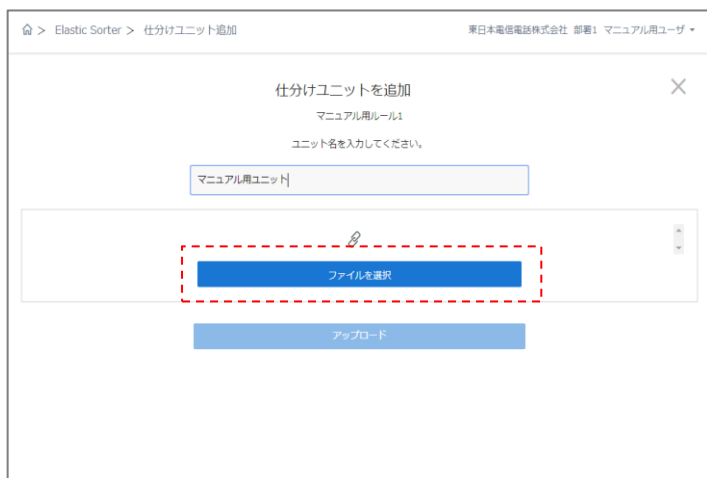 > Elastic Sorter > 仕分けユニット追加
東日本電信電話株式会社 部署1 マニュアル用ユーザ
仕分けユニットを追加
マニュアル用ルール1
ユニット名を入力してください。
マニュアル用ユニット
ファイルを選択
アップロード